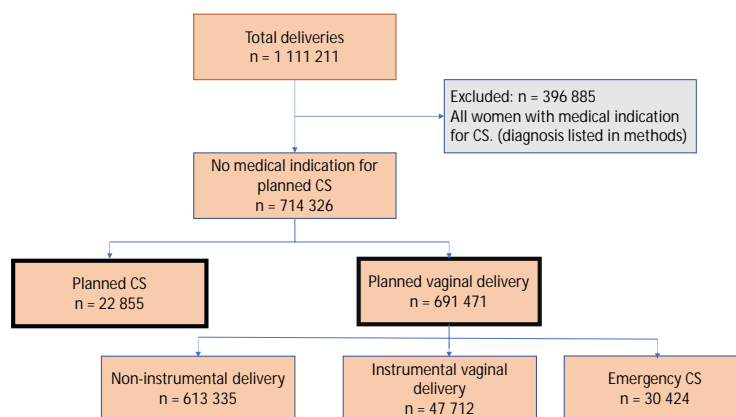 Total deliveries
n = 1 111 211
Excluded: n = 396 885
All women with medical indication
for CS. (diagnosis listed in methods)
No medical indication for
planned CS
n = 714 326
Planned CS
n = 22 855
Planned vaginal delivery
n = 691 471
Non-instrumental delivery
n = 613 335
Instrumental vaginal
delivery
n = 47 712
Emergency CS
n = 30 424